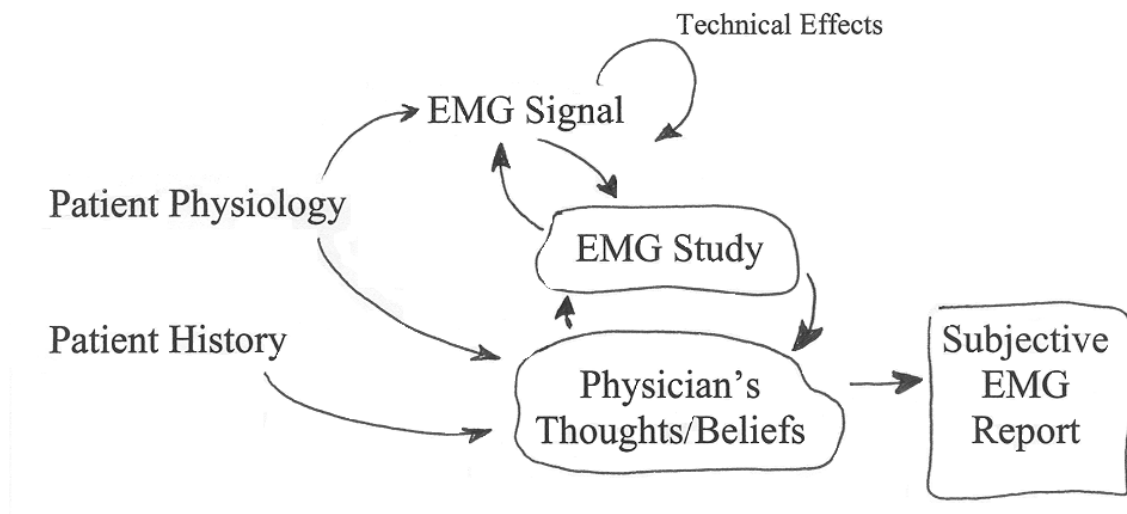 Technical Effects
EMG Signal
Patient Physiology
EMG Study
Patient History
Physician's
Thoughts/Beliefs
Subjective
EMG
Report